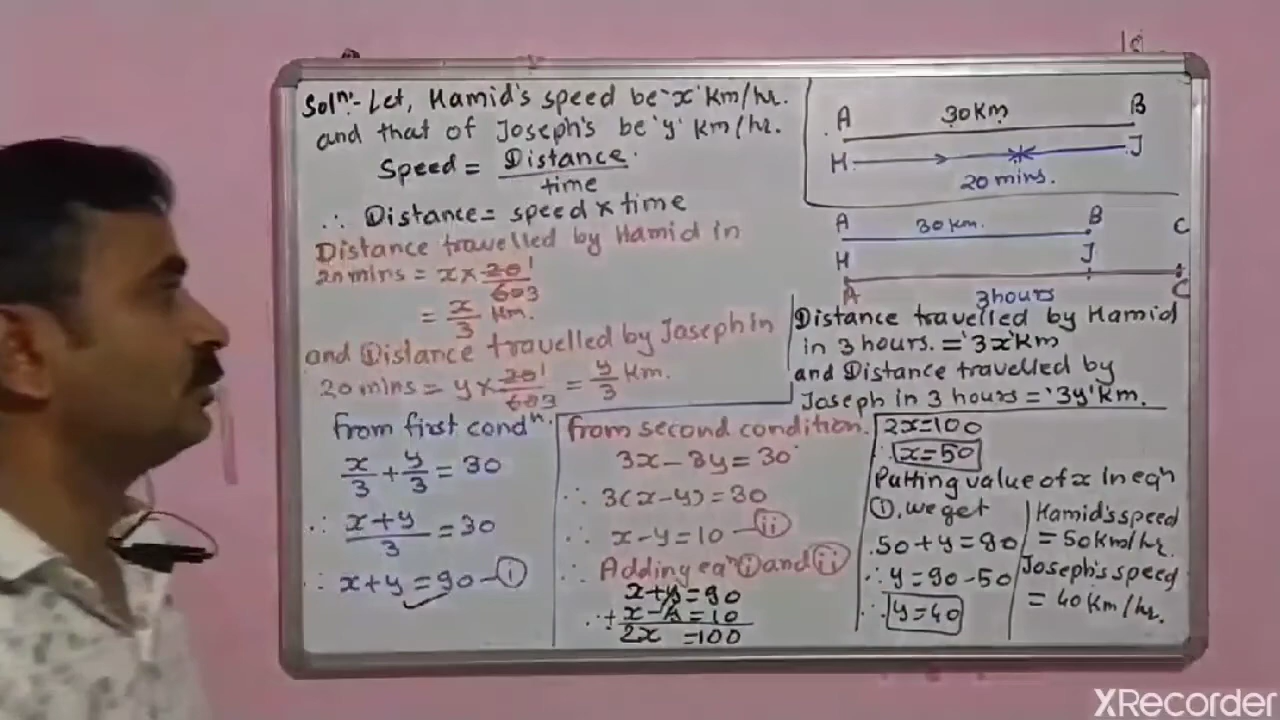 Solⁿ:- Let, Hamid's speed be 'x' Km/hr.
and that of Joseph's be 'y' Km/hr.
Speed = Distance / time
∴ Distance = speed × time
Distance travelled by Hamid in
20 mins = x × 20 1 / 60 3
= x/3 Km.
and Distance travelled by Joseph in
20 mins = y × 20 1 / 60 3 = y/3 Km.
from first condⁿ.
x/3 + y/3 = 30
∴ x+y / 3 = 30
∴ x+y = 90 – (i)
from second condition.
3x – 3y = 30
∴ 3(x–y) = 30
∴ x–y = 10 – (ii)
∴ Adding eqⁿ (i) and (ii)
x+y = 90
∴ + x–y = 10
2x = 100
A 30 Km B
H J
20 mins.
A 30 Km. B C
H J
A 3 hours C
Distance travelled by Hamid
in 3 hours. = '3x' Km
and Distance travelled by
Joseph in 3 hours = '3y' Km.
2x = 100
∴ x = 50
Putting value of x in eqⁿ
(i), we get
50 + y = 90
∴ y = 90 – 50
∴ y = 40
Hamid's speed
= 50 Km/hr.
Joseph's speed
= 40 Km/hr.
XRecorder